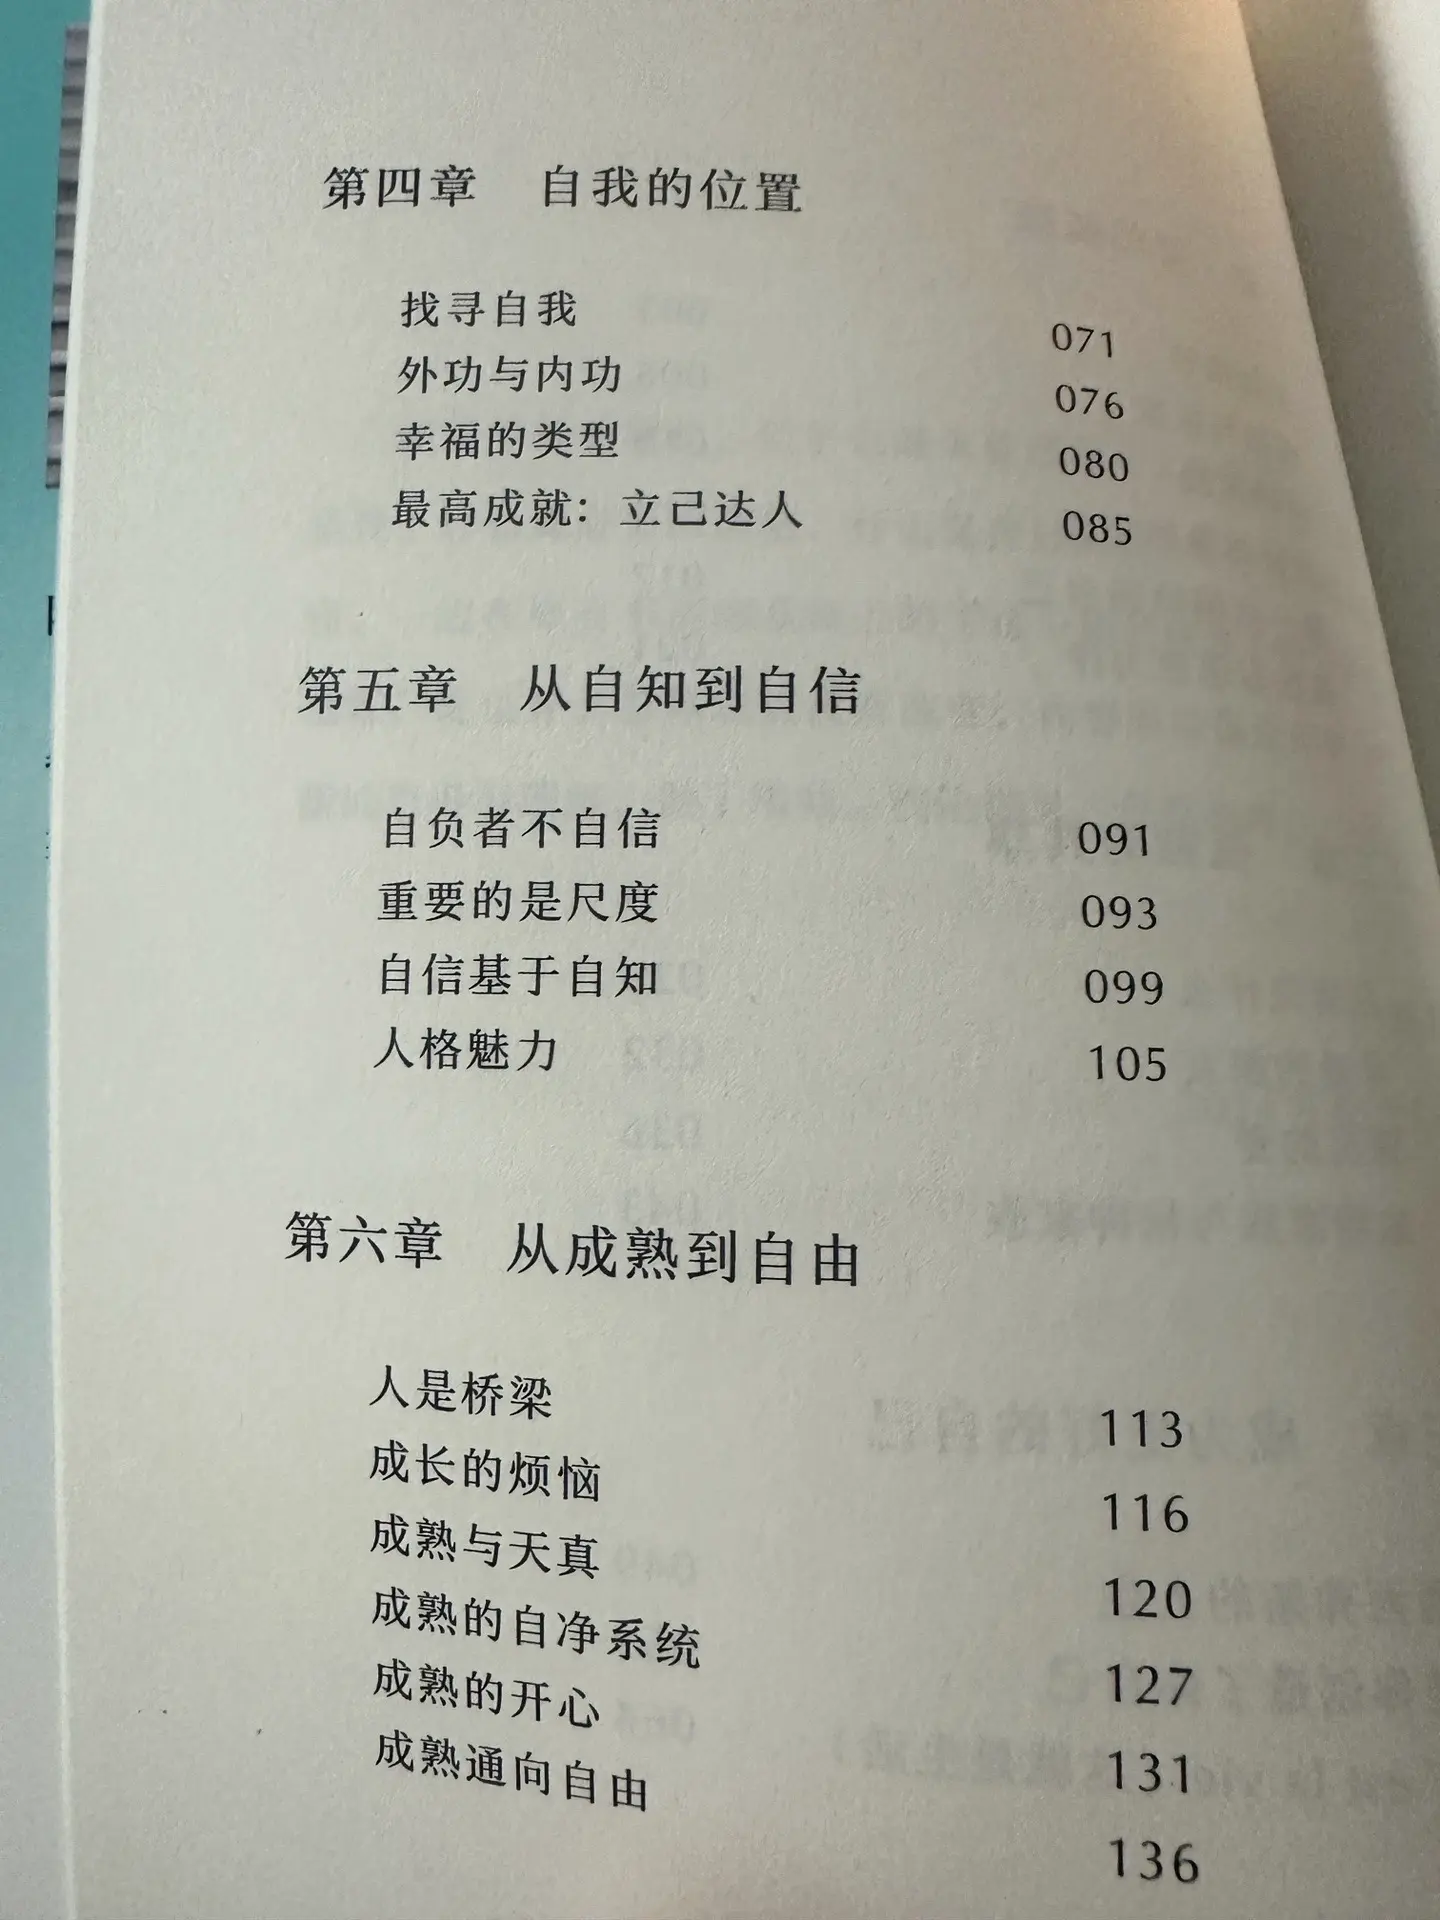 第四章 自我的位置
找寻自我 071
外功与内功 076
幸福的类型 080
最高成就：立己达人 085
第五章 从自知到自信
自负者不自信 091
重要的是尺度 093
自信基于自知 099
人格魅力 105
第六章 从成熟到自由
人是桥梁 113
成长的烦恼 116
成熟与天真 120
成熟的自净系统 127
成熟的开心 131
成熟通向自由 136